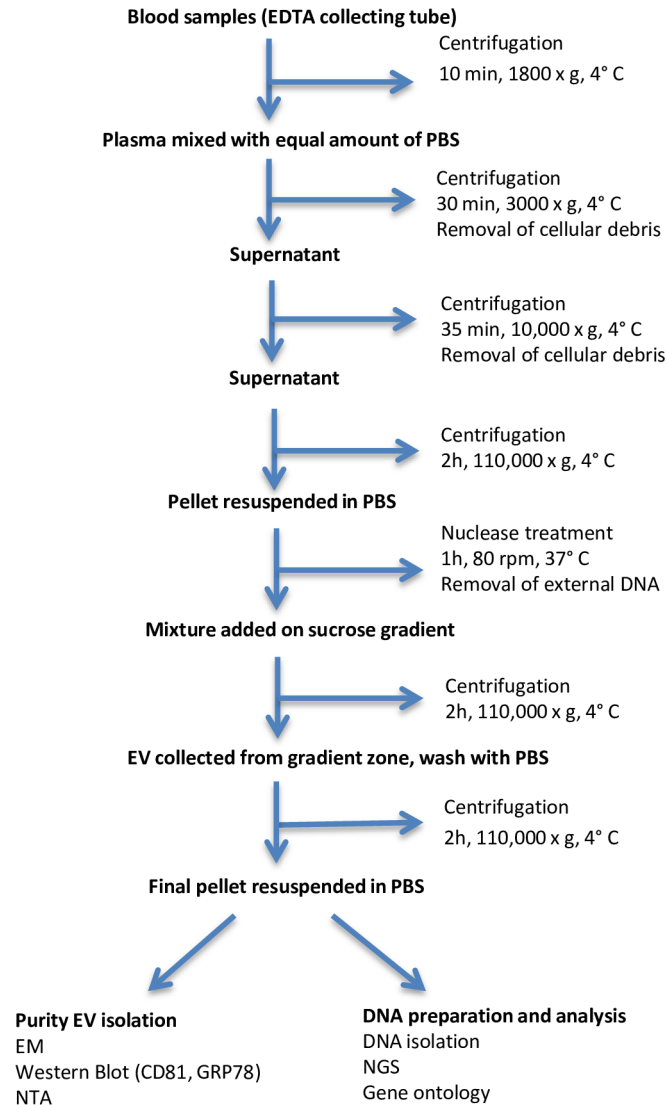 Blood samples (EDTA collecting tube)
Centrifugation
10 min, 1800 x g, 4° C
Plasma mixed with equal amount of PBS
Centrifugation
30 min, 3000 x g, 4° C
Removal of cellular debris
Supernatant
Centrifugation
35 min, 10,000 x g, 4° C
Removal of cellular debris
Supernatant
Centrifugation
2h, 110,000 x g, 4° C
Pellet resuspended in PBS
Nuclease treatment
1h, 80 rpm, 37° C
Removal of external DNA
Mixture added on sucrose gradient
Centrifugation
2h, 110,000 x g, 4° C
EV collected from gradient zone, wash with PBS
Centrifugation
2h, 110,000 x g, 4° C
Final pellet resuspended in PBS
Purity EV isolation
EM
Western Blot (CD81, GRP78)
NTA
DNA preparation and analysis
DNA isolation
NGS
Gene ontology